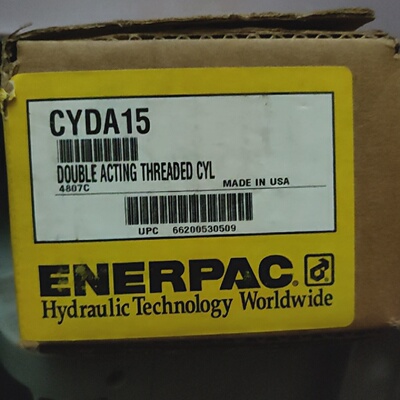 CYDA15
DOUBLE ACTING THREADED CYL
4807C MADE IN USA
UPC 66200530509
ENERPAC.
Hydraulic Technology Worldwide